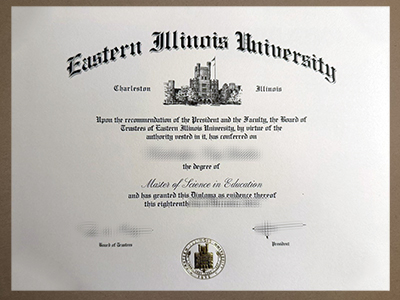 Eastern Illinois University
Charleston Illinois
Upon the recommendation of the President and the Faculty, the Board of
Trustees of Eastern Illinois University, by virtue of the
authority vested in it, has conferred on
the degree of
Master of Science in Education
and has granted this Diploma as evidence thereof
this eighteenth
Board of Trustees President